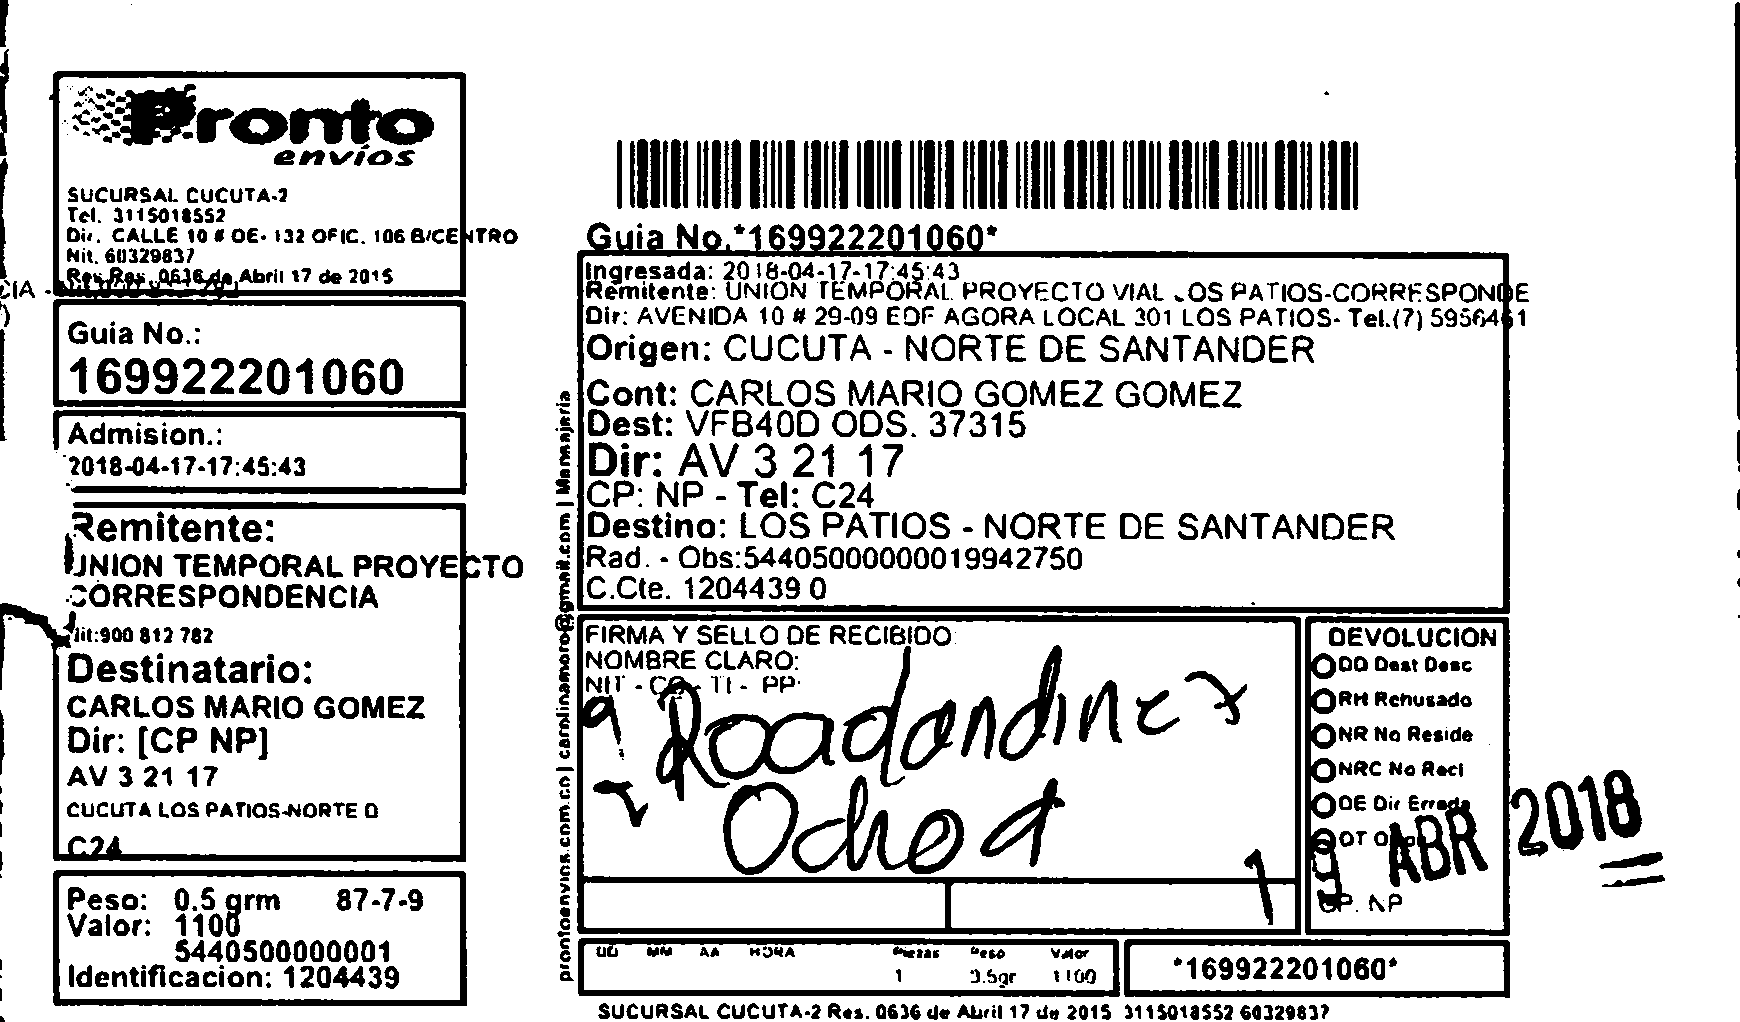 Pronto
envíos
SUCURSAL CUCUTA-2
Tel. 3115018552
Dir. CALLE 10 # OE- 132 OFIC. 106 B/CENTRO
Nit. 60329837
Res.Res. 0636 de Abril 17 de 2015
Guia No.:
169922201060
Admision.:
2018-04-17-17:45:43
Remitente:
UNION TEMPORAL PROYECTO
CORRESPONDENCIA
Nit:900 812 782
Destinatario:
CARLOS MARIO GOMEZ
Dir: [CP NP]
AV 3 21 17
CUCUTA LOS PATIOS-NORTE D
C24
Peso: 0.5 grm 87-7-9
Valor: 1100
5440500000001
Identificacion: 1204439
prontoenvios.com.co | carolinamoro@gmail.com | Mensajeria
Guia No.*169922201060*
Ingresada: 2018-04-17-17:45:43
Remitente: UNION TEMPORAL PROYECTO VIAL LOS PATIOS-CORRESPONDE
Dir: AVENIDA 10 # 29-09 EDF AGORA LOCAL 301 LOS PATIOS- Tel.(7) 5956461
Origen: CUCUTA - NORTE DE SANTANDER
Cont: CARLOS MARIO GOMEZ GOMEZ
Dest: VFB40D ODS. 37315
Dir: AV 3 21 17
CP: NP - Tel: C24
Destino: LOS PATIOS - NORTE DE SANTANDER
Rad. - Obs:544050000000019942750
C.Cte. 1204439 0
FIRMA Y SELLO DE RECIBIDO
NOMBRE CLARO:
NIT - CC - TI - PP
Ochoa
DEVOLUCION
DD Dest Desc
RH Rehusado
NR No Reside
NRC No Recl
DE Dir Errada
OT
19 ABR 2018
CP. NP
DD MM AA HORA Piezas Peso Valor
1 0.5gr 1100
*169922201060*
SUCURSAL CUCUTA-2 Res. 0636 de Abril 17 de 2015 3115018552 60329837